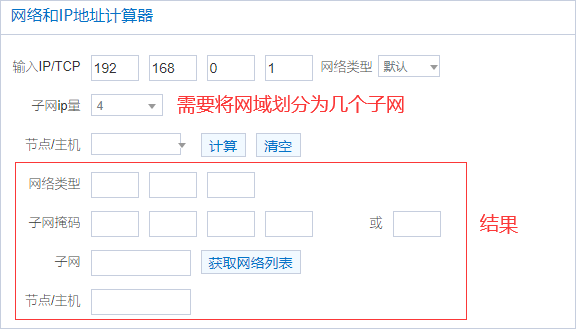 网络和IP地址计算器
输入IP/TCP 192 168 0 1 网络类型 默认
子网ip量 4 需要将网域划分为几个子网
节点/主机 计算 清空
网络类型
子网掩码 或
结果
子网 获取网络列表
节点/主机